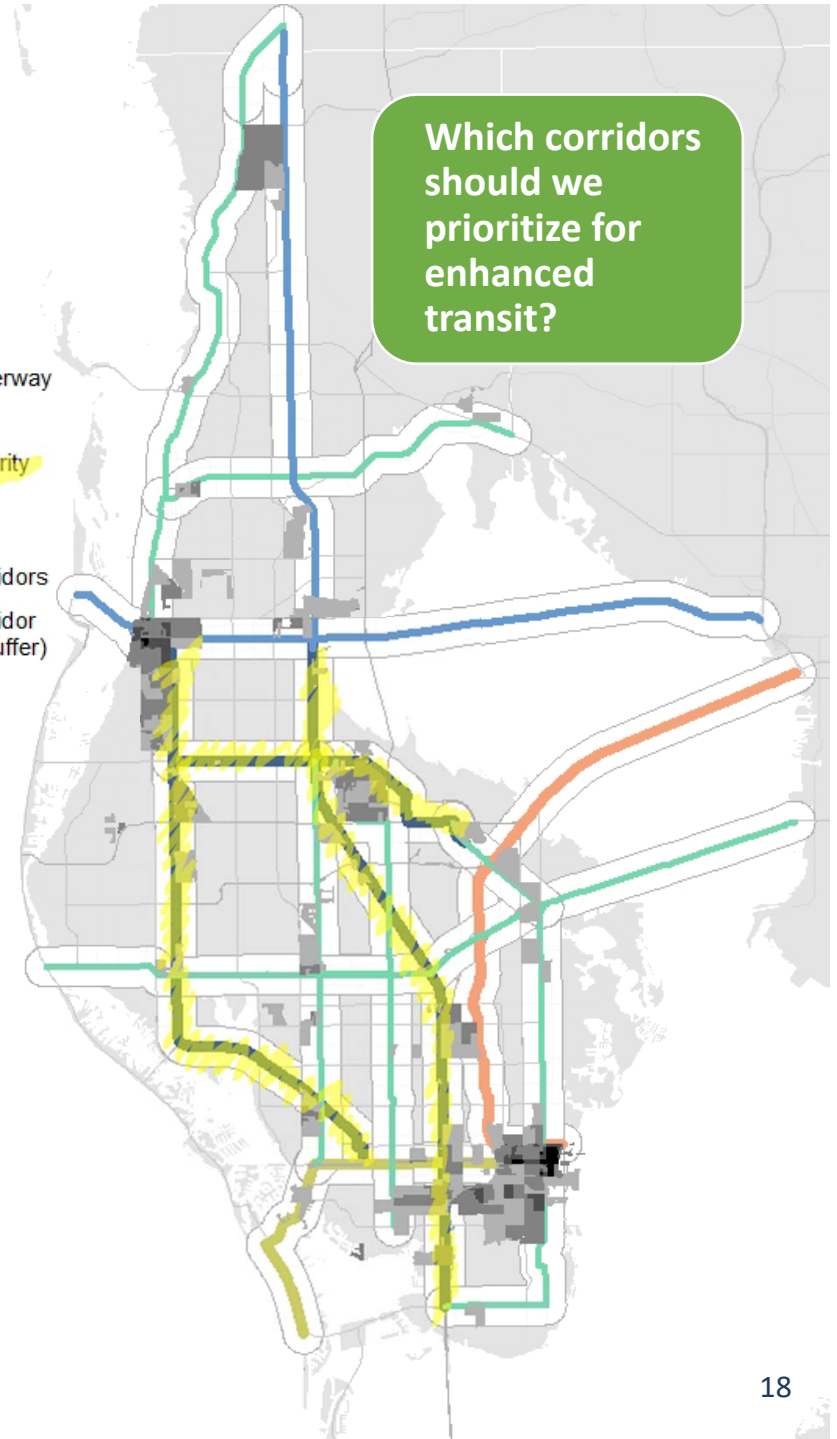 Which corridors
should we
prioritize for
enhanced
transit?
erway
rity
idors
idor
uffer)
18